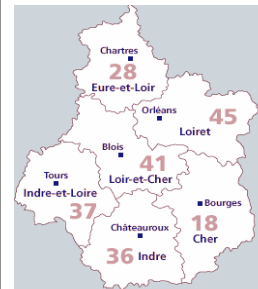 Chartres
28
Eure-et-Loir
Orléans
45
Loiret
Blois
41
Loir-et-Cher
Tours
Indre-et-Loire
37
Bourges
18
Cher
Châteauroux
36 Indre